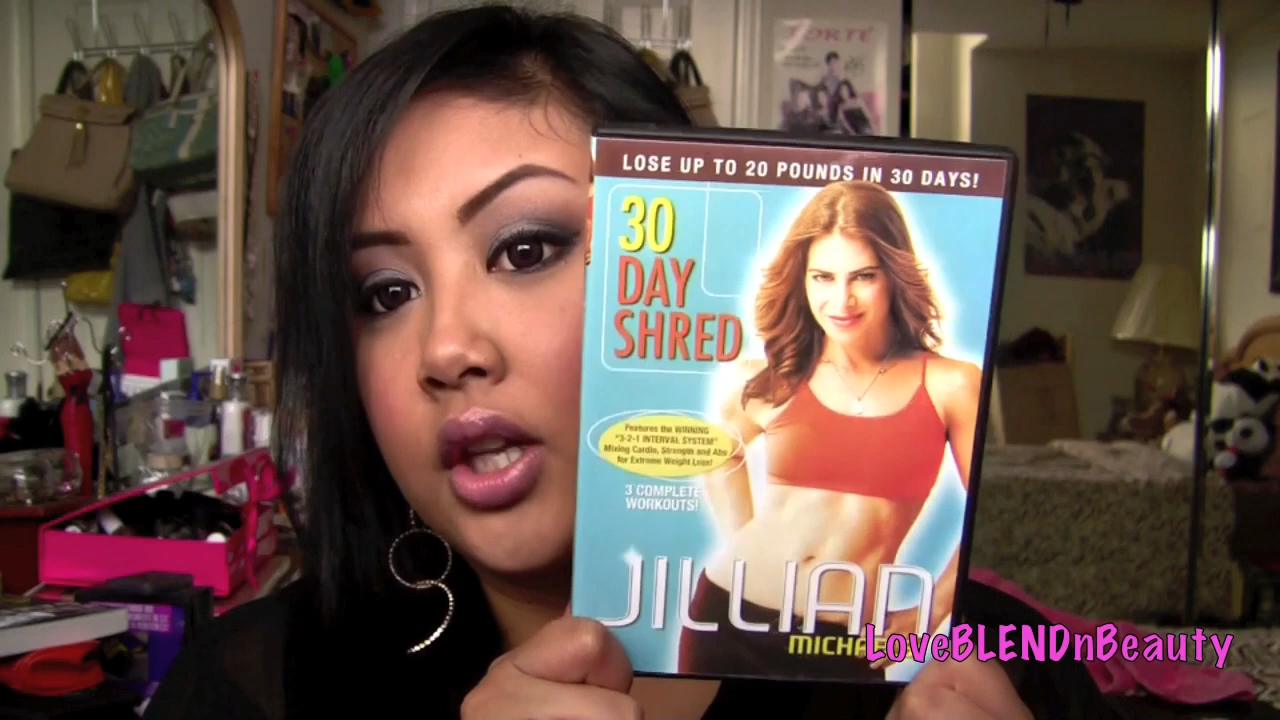 FORTÉ
LOSE UP TO 20 POUNDS IN 30 DAYS!
30
DAY
SHRED
Features the WINNING
"3-2-1 INTERVAL SYSTEM"
Mixing Cardio, Strength and Abs
for Extreme Weight Loss!
3 COMPLETE
WORKOUTS!
JILLIAN
LoveBLENDnBeauty